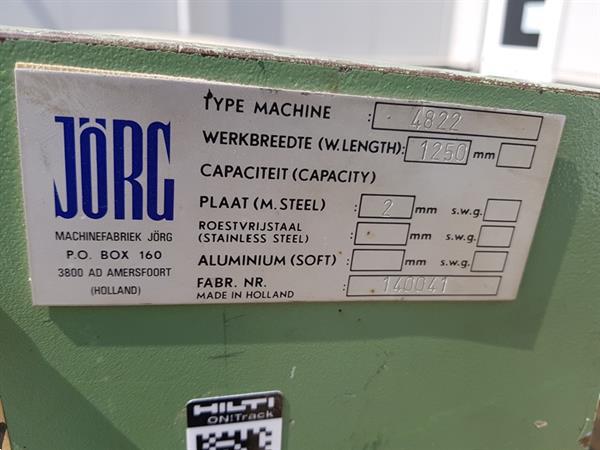 JÖRG
MACHINEFABRIEK JÖRG
P.O. BOX 160
3800 AD AMERSFOORT
(HOLLAND)
TYPE MACHINE : 4822
WERKBREEDTE (W.LENGTH): 1250 mm
CAPACITEIT (CAPACITY)
PLAAT (M. STEEL) : 2 mm s.w.g.
ROESTVRIJSTAAL
(STAINLESS STEEL) : mm s.w.g.
ALUMINIUM (SOFT) : mm s.w.g.
FABR. NR. : 140041
MADE IN HOLLAND
HILTI
ON!Track